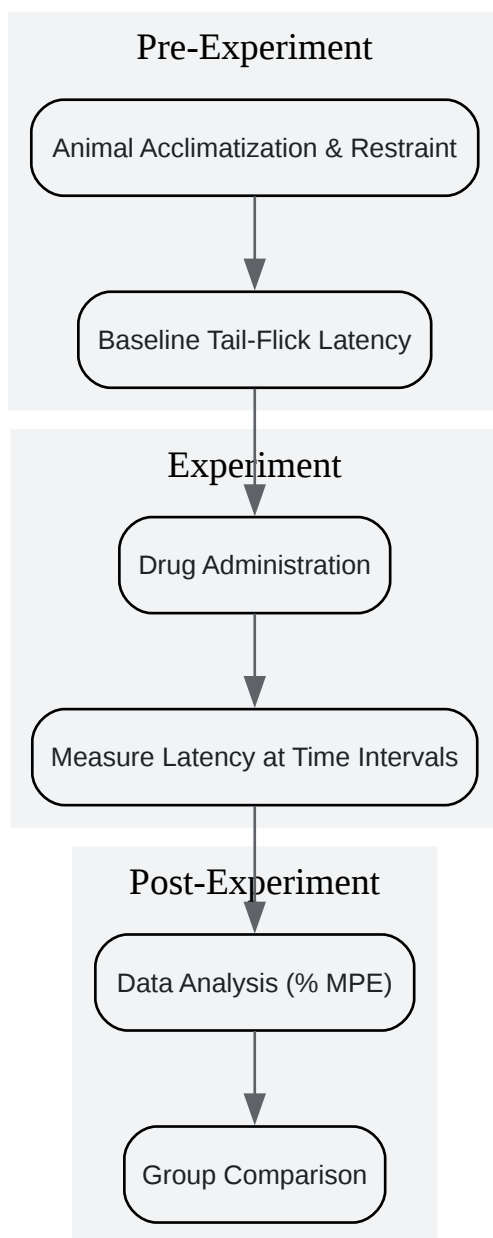 Pre-Experiment
Animal Acclimatization & Restraint
Baseline Tail-Flick Latency
Experiment
Drug Administration
Measure Latency at Time Intervals
Post-Experiment
Data Analysis (% MPE)
Group Comparison